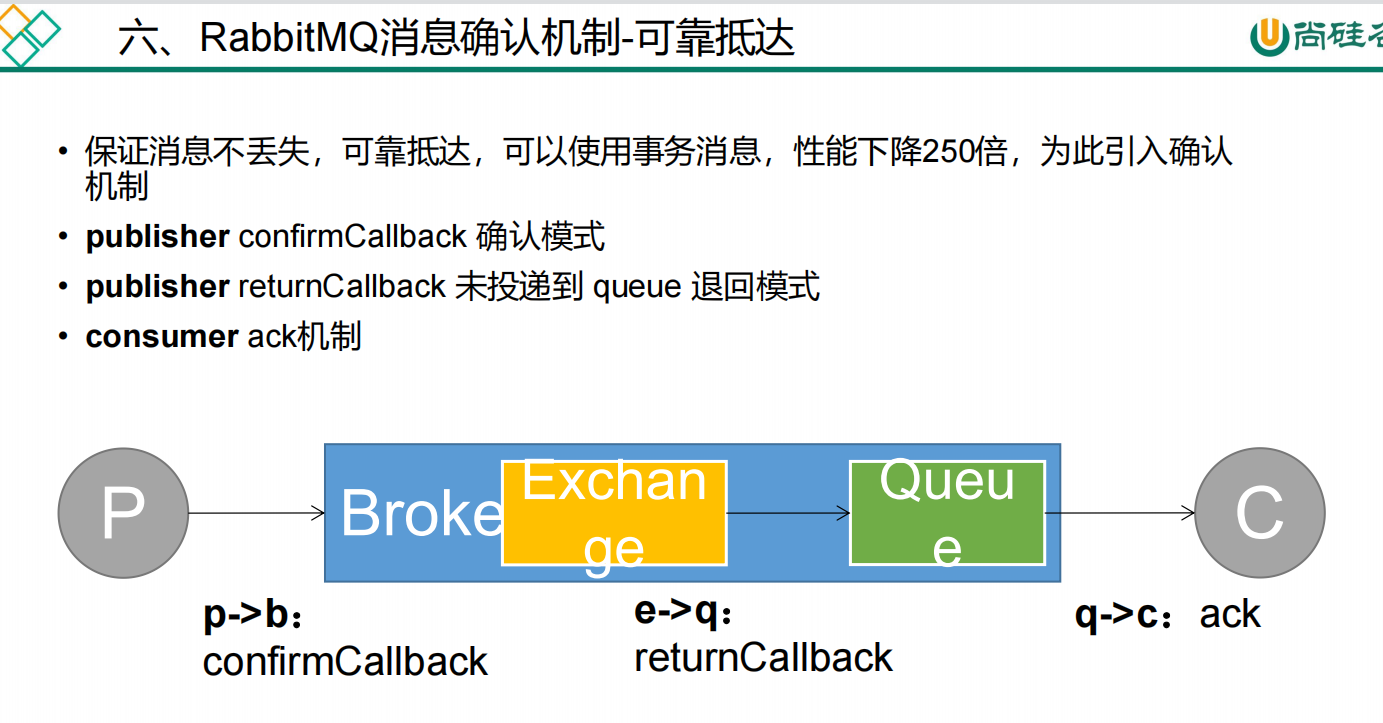 六、RabbitMQ消息确认机制-可靠抵达
尚硅
• 保证消息不丢失，可靠抵达，可以使用事务消息，性能下降250倍，为此引入确认
机制
• publisher confirmCallback 确认模式
• publisher returnCallback 未投递到 queue 退回模式
• consumer ack机制
P
Broke
Exchan
ge
Queu
e
C
p->b：
confirmCallback
e->q：
returnCallback
q->c：ack